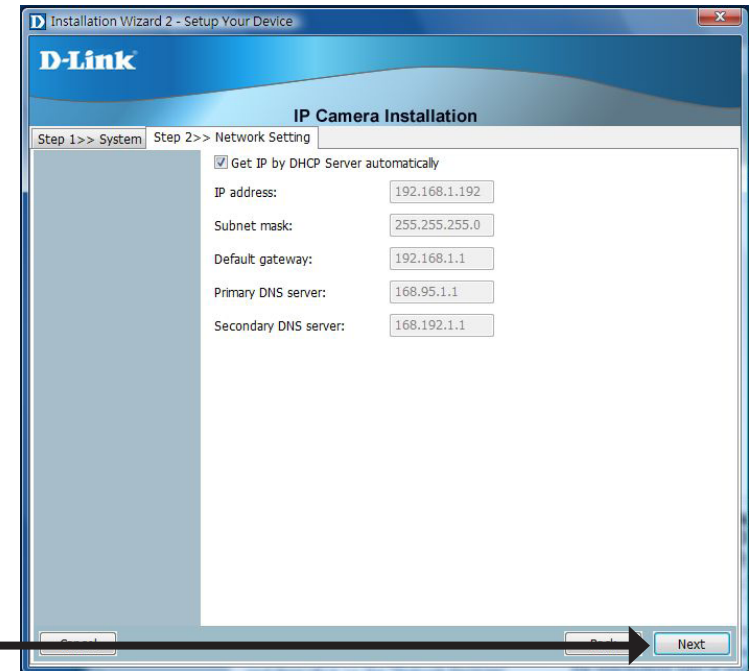 Installation Wizard 2 - Setup Your Device
D-Link
IP Camera Installation
Step 1>> System Step 2>> Network Setting
Get IP by DHCP Server automatically
IP address: 192.168.1.192
Subnet mask: 255.255.255.0
Default gateway: 192.168.1.1
Primary DNS server: 168.95.1.1
Secondary DNS server: 168.192.1.1
Next